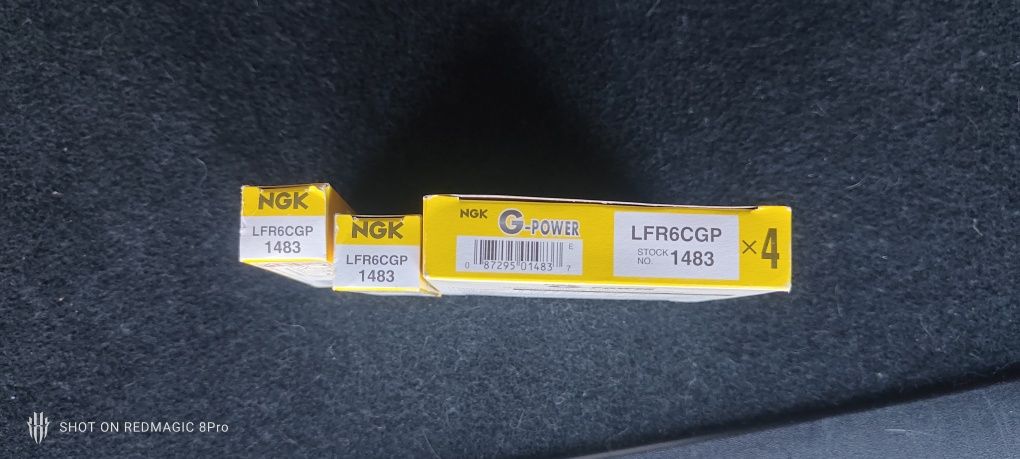 NGK
LFR6CGP
1483
NGK
LFR6CGP
1483
NGK G-POWER
E
0 87295 01483 7
LFR6CGP
STOCK NO. 1483
×4
SHOT ON REDMAGIC 8Pro